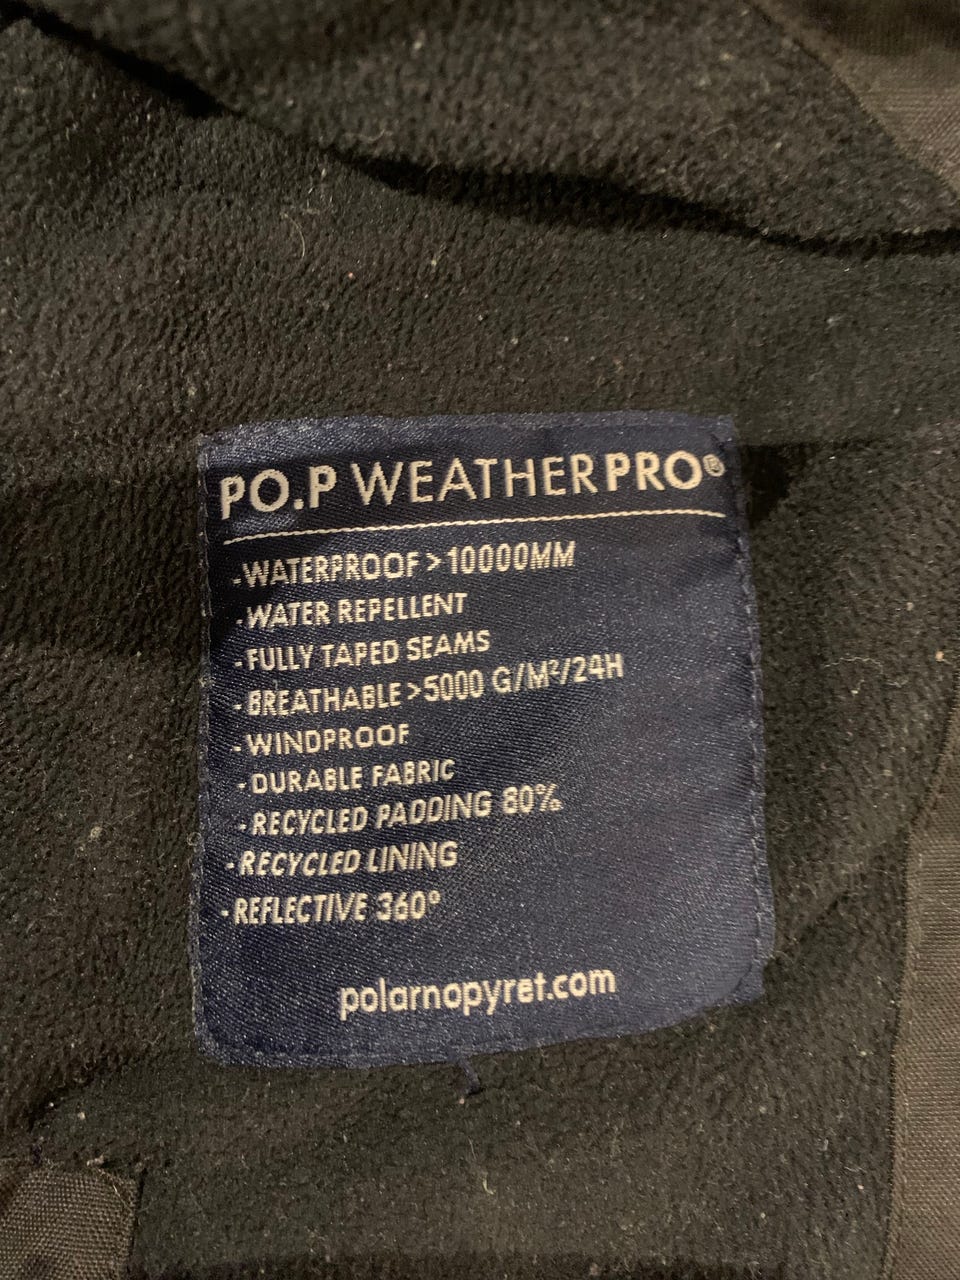 PO.P WEATHERPRO®
-WATERPROOF >10000MM
-WATER REPELLENT
-FULLY TAPED SEAMS
-BREATHABLE >5000 G/M²/24H
-WINDPROOF
-DURABLE FABRIC
-RECYCLED PADDING 80%
-RECYCLED LINING
-REFLECTIVE 360°
polarnopyret.com